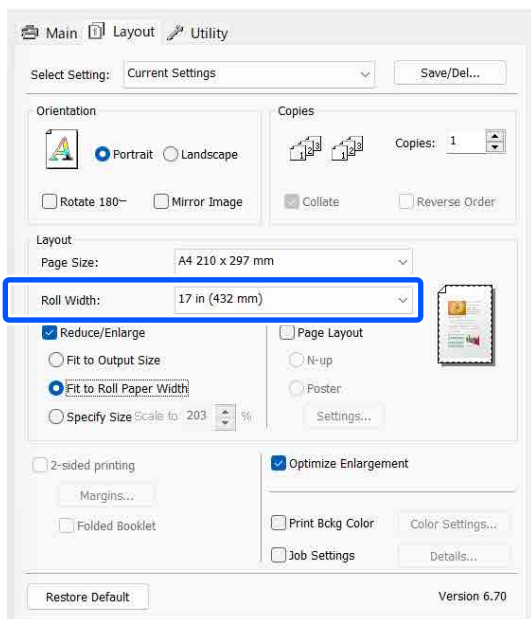 Main Layout Utility
Select Setting: Current Settings Save/Del...
Orientation
Portrait Landscape
Rotate 180− Mirror Image
Copies
Copies: 1
Collate Reverse Order
Layout
Page Size: A4 210 x 297 mm
Roll Width: 17 in (432 mm)
Reduce/Enlarge
Fit to Output Size
Fit to Roll Paper Width
Specify Size Scale to 203 %
Page Layout
N-up
Poster
Settings...
2-sided printing
Margins...
Folded Booklet
Optimize Enlargement
Print Bckg Color Color Settings...
Job Settings Details...
Restore Default Version 6.70